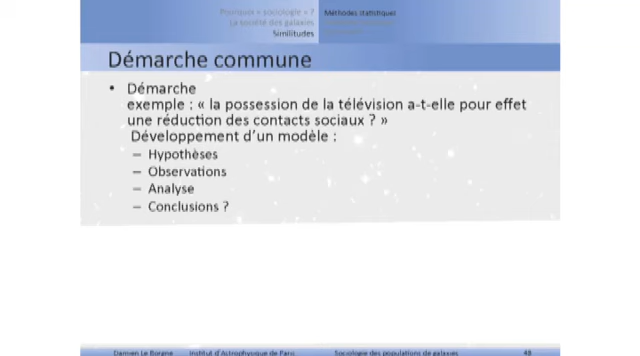 Pourquoi « sociologie » ?
La société des galaxies
Similitudes
Méthodes statistiques
Démarche commune
• Démarche
exemple : « la possession de la télévision a-t-elle pour effet
une réduction des contacts sociaux ? »
Développement d'un modèle :
– Hypothèses
– Observations
– Analyse
– Conclusions ?
Damien Le Borgne Institut d'Astrophysique de Paris Sociologie des populations de galaxies 49